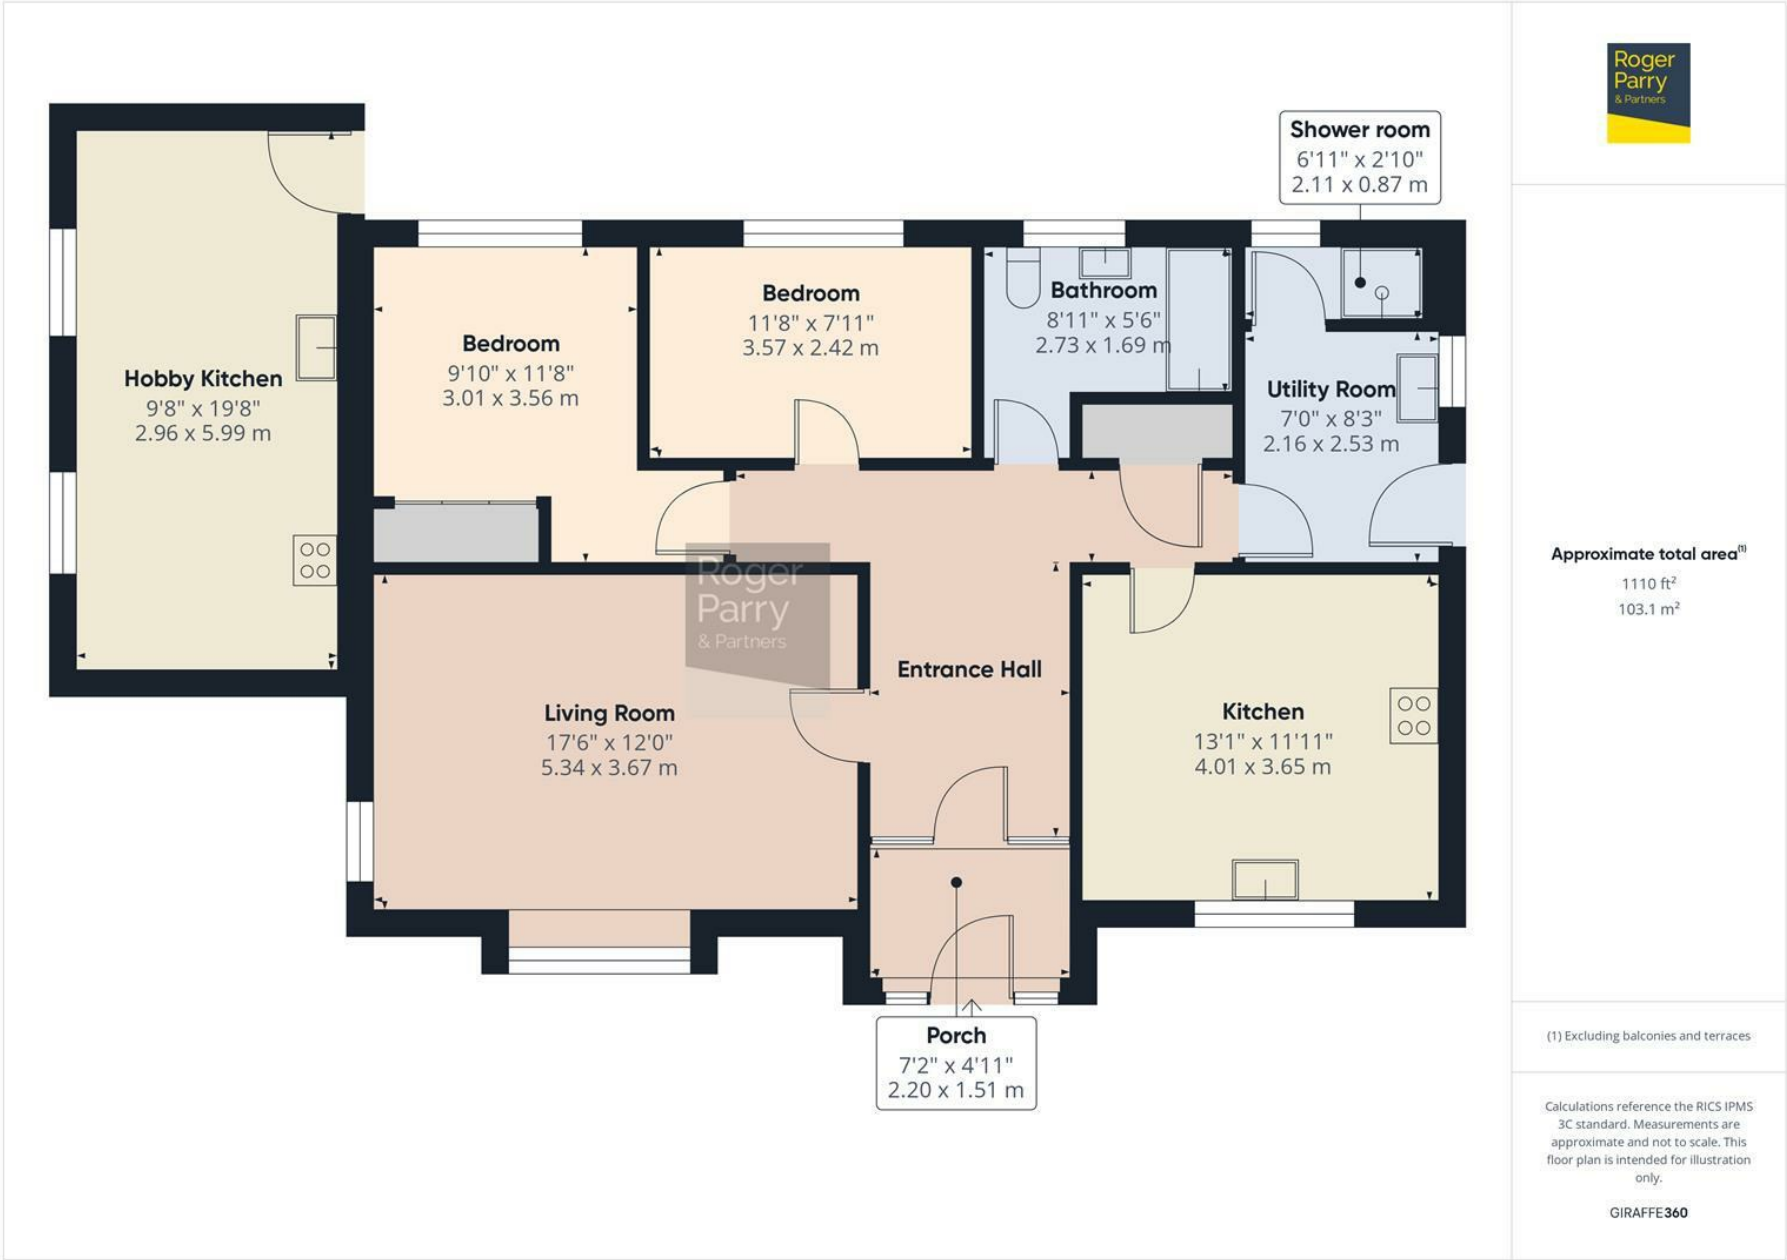 Roger
Parry
& Partners
Shower room
6'11" x 2'10"
2.11 x 0.87 m
Bedroom
9'10" x 11'8"
3.01 x 3.56 m
Bedroom
11'8" x 7'11"
3.57 x 2.42 m
Bathroom
8'11" x 5'6"
2.73 x 1.69 m
Hobby Kitchen
9'8" x 19'8"
2.96 x 5.99 m
Utility Room
7'0" x 8'3"
2.16 x 2.53 m
Roger
Parry
& Partners
Entrance Hall
Living Room
17'6" x 12'0"
5.34 x 3.67 m
Kitchen
13'1" x 11'11"
4.01 x 3.65 m
Porch
7'2" x 4'11"
2.20 x 1.51 m
Approximate total area⁽¹⁾
1110 ft²
103.1 m²
(1) Excluding balconies and terraces
Calculations reference the RICS IPMS
3C standard. Measurements are
approximate and not to scale. This
floor plan is intended for illustration
only.
GIRAFFE360